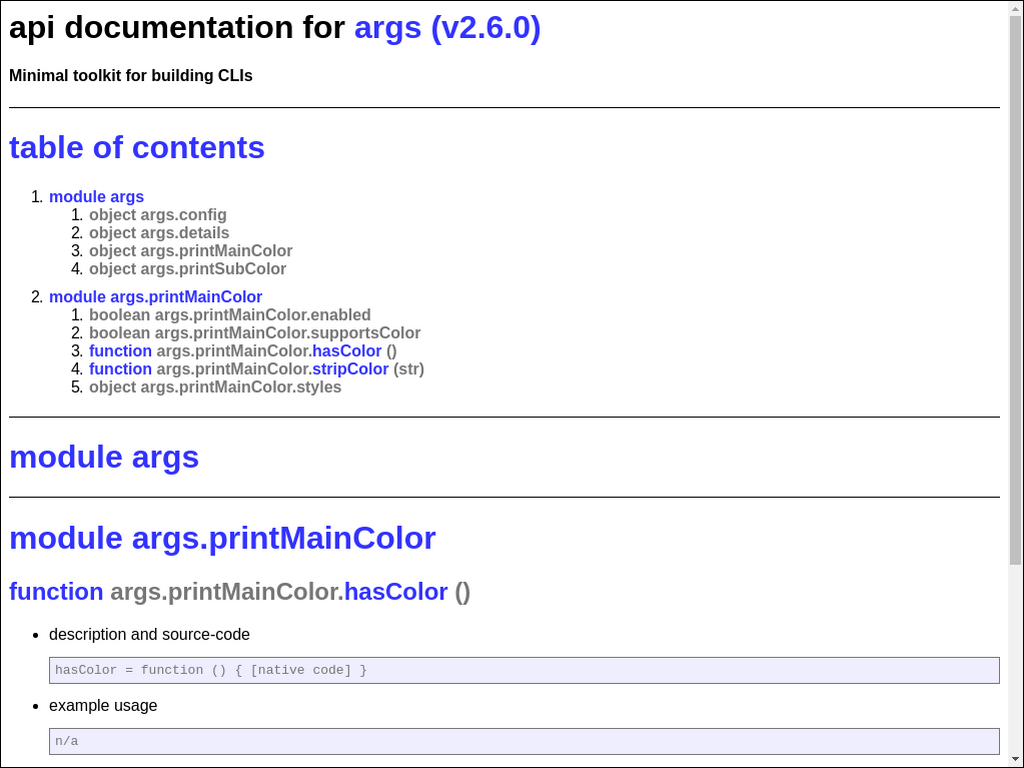 api documentation for args (v2.6.0)
Minimal toolkit for building CLIs
table of contents
1. module args
1. object args.config
2. object args.details
3. object args.printMainColor
4. object args.printSubColor
2. module args.printMainColor
1. boolean args.printMainColor.enabled
2. boolean args.printMainColor.supportsColor
3. function args.printMainColor.hasColor ()
4. function args.printMainColor.stripColor (str)
5. object args.printMainColor.styles
module args
module args.printMainColor
function args.printMainColor.hasColor ()
• description and source-code
hasColor = function () { [native code] }
• example usage
n/a